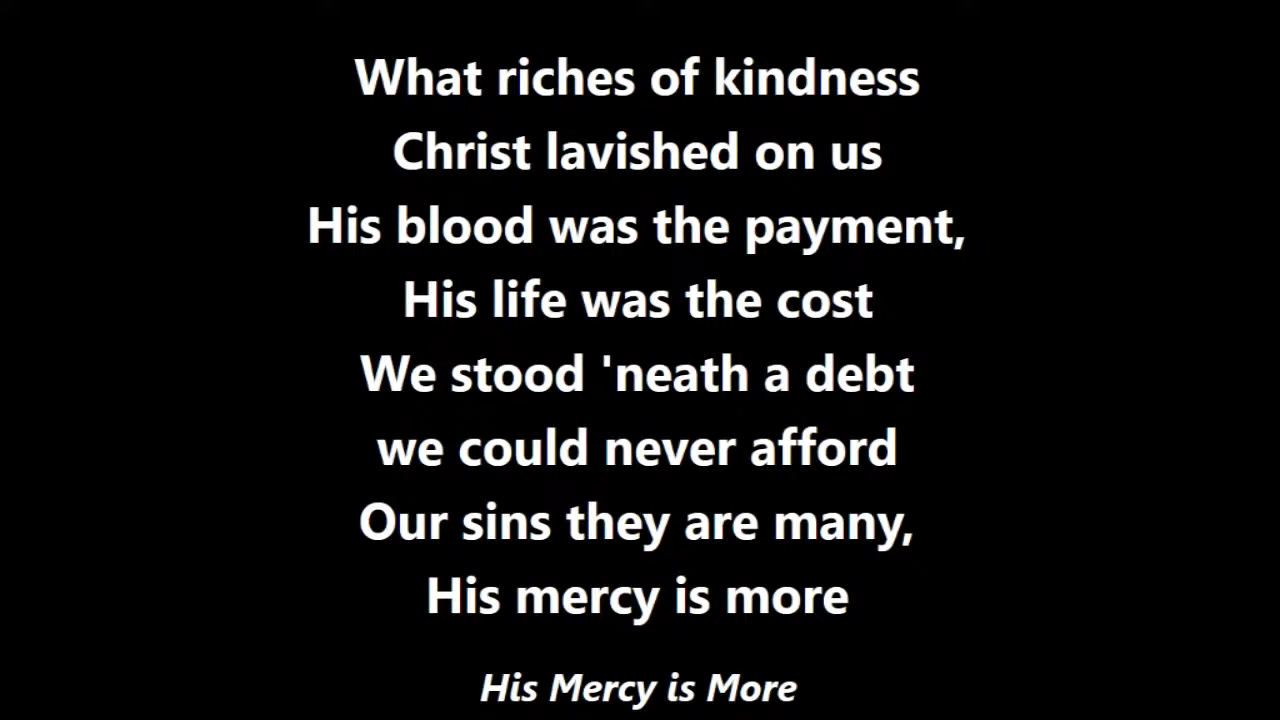 What riches of kindness
Christ lavished on us
His blood was the payment,
His life was the cost
We stood 'neath a debt
we could never afford
Our sins they are many,
His mercy is more
His Mercy is More